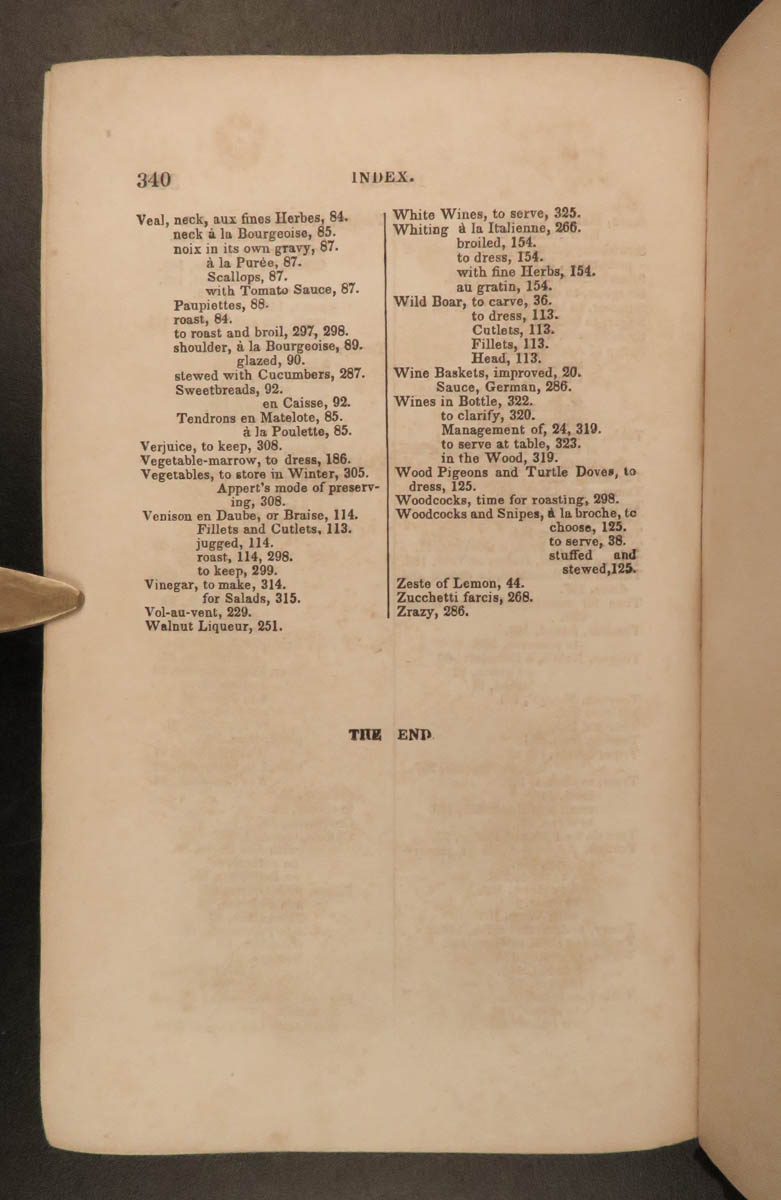 340
INDEX.
Veal, neck, aux fines Herbes, 84.
neck à la Bourgeoise, 85.
noix in its own gravy, 87.
à la Purée, 87.
Scallops, 87.
with Tomato Sauce, 87.
Paupiettes, 88.
roast, 84.
to roast and broil, 297, 298.
shoulder, à la Bourgeoise, 89.
glazed, 90.
stewed with Cucumbers, 287.
Sweetbreads, 92.
en Caisse, 92.
Tendrons en Matelote, 85.
à la Poulette, 85.
Verjuice, to keep, 308.
Vegetable-marrow, to dress, 186.
Vegetables, to store in Winter, 305.
Appert's mode of preserv-
ing, 308.
Venison en Daube, or Braise, 114.
Fillets and Cutlets, 113.
jugged, 114.
roast, 114, 298.
to keep, 299.
Vinegar, to make, 314.
for Salads, 315.
Vol-au-vent, 229.
Walnut Liqueur, 251.
White Wines, to serve, 325.
Whiting à la Italienne, 266.
broiled, 154.
to dress, 154.
with fine Herbs, 154.
au gratin, 154.
Wild Boar, to carve, 36.
to dress, 113.
Cutlets, 113.
Fillets, 113.
Head, 113.
Wine Baskets, improved, 20.
Sauce, German, 286.
Wines in Bottle, 322.
to clarify, 320.
Management of, 24, 319.
to serve at table, 323.
in the Wood, 319.
Wood Pigeons and Turtle Doves, to
dress, 125.
Woodcocks, time for roasting, 298.
Woodcocks and Snipes, à la broche, to
choose, 125.
to serve, 38.
stuffed and
stewed, 125.
Zeste of Lemon, 44.
Zucchetti farcis, 268.
Zrazy, 286.
THE END